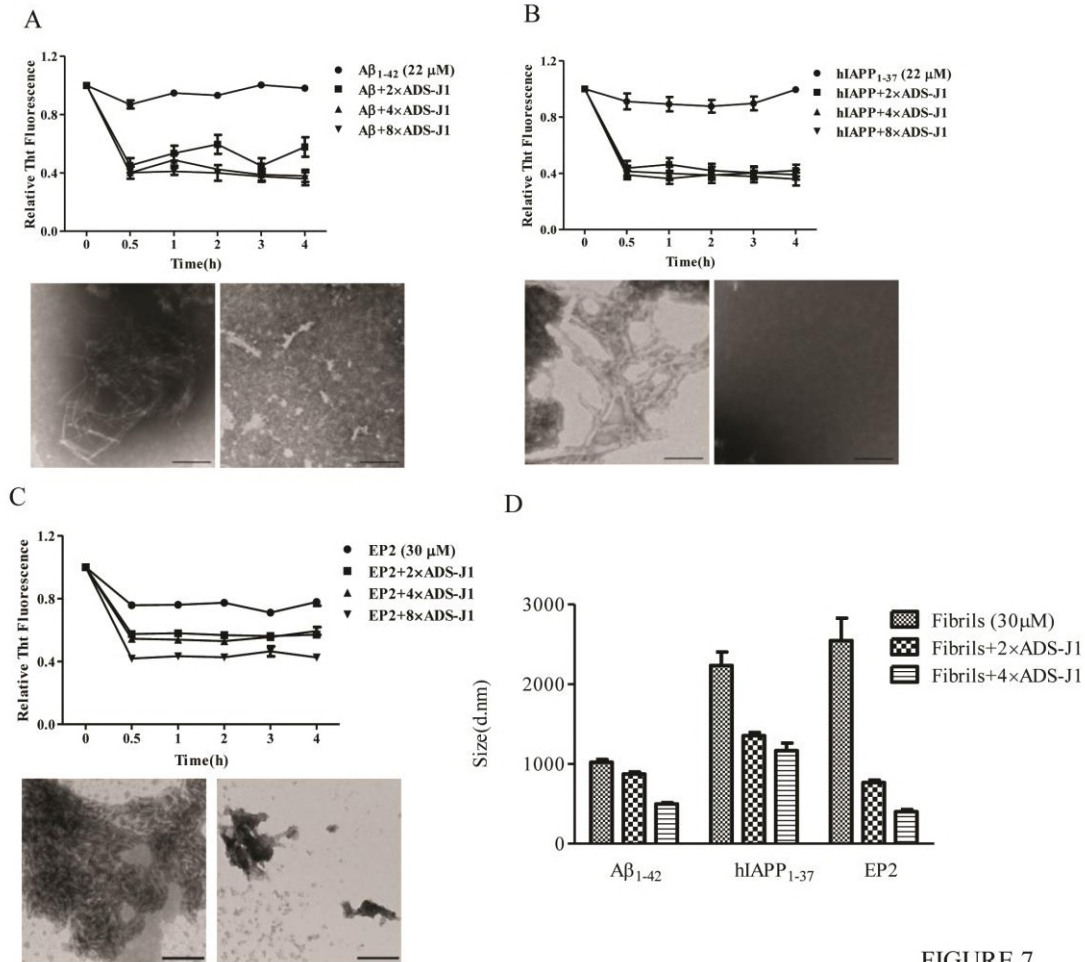 A
1.2
0.8
0.4
0.0
Relative Tht Fluorescence
0 0.5 1 2 3 4
Time(h)
Aβ1-42 (22 μM)
Aβ+2×ADS-J1
Aβ+4×ADS-J1
Aβ+8×ADS-J1
B
1.2
0.8
0.4
0.0
Relative Tht Fluorescence
0 0.5 1 2 3 4
Time(h)
hIAPP1-37 (22 μM)
hIAPP+2×ADS-J1
hIAPP+4×ADS-J1
hIAPP+8×ADS-J1
C
1.2
0.8
0.4
0.0
Relative Tht Fluorescence
0 0.5 1 2 3 4
Time(h)
EP2 (30 μM)
EP2+2×ADS-J1
EP2+4×ADS-J1
EP2+8×ADS-J1
D
3000
2000
1000
0
Size(d.nm)
Aβ1-42 hIAPP1-37 EP2
Fibrils (30μM)
Fibrils+2×ADS-J1
Fibrils+4×ADS-J1
FIGURE 7